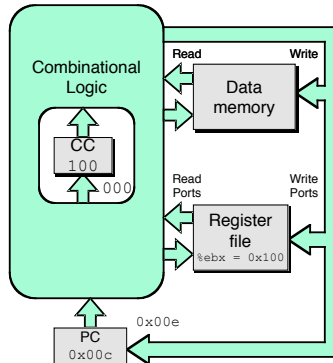 Read
Write
Combinational
Logic
Data
memory
CC
100
000
Read
Ports
Write
Ports
Register
file
%ebx = 0x100
0x00e
PC
0x00c